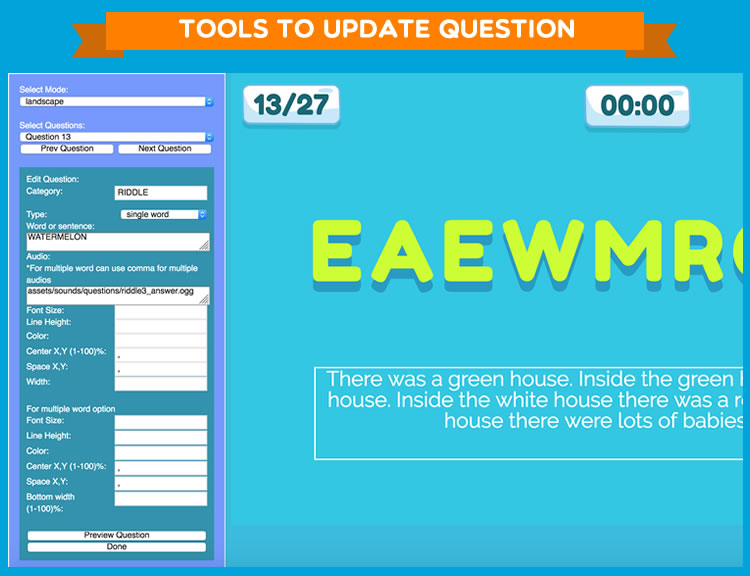 TOOLS TO UPDATE QUESTION
Select Mode:
landscape
Select Questions:
Question 13
Prev Question Next Question
Edit Question:
Category: RIDDLE
Type: single word
Word or sentence:
WATERMELON
Audio:
*For multiple word can use comma for multiple
audios
assets/sounds/questions/riddle3_answer.ogg
Font Size:
Line Height:
Color:
Center X,Y (1-100)%: ,
Space X,Y: ,
Width:
For multiple word option
Font Size:
Line Height:
Color:
Center X,Y (1-100)%: ,
Space X,Y: ,
Bottom width
(1-100)%:
Preview Question
Done
13/27
00:00
EAEWMR
There was a green house. Inside the green
house. Inside the white house there was a
house there were lots of babies